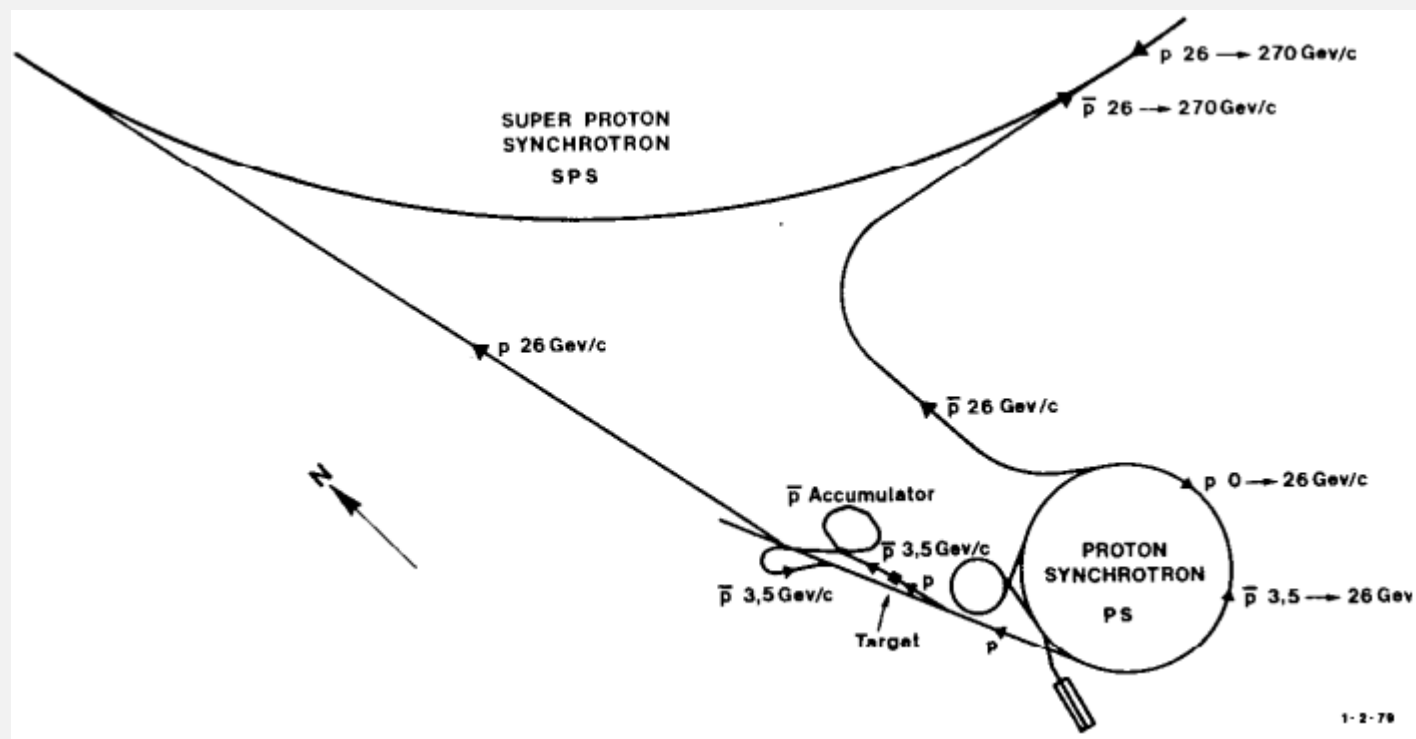 p 26 → 270 Gev/c
p̅ 26 → 270 Gev/c
SUPER PROTON
SYNCHROTRON
SPS
p 26 Gev/c
p̅ 26 Gev/c
p 0 → 26 Gev/c
p̅ Accumulator
p̅ 3,5 Gev/c
p
p̅ 3,5 Gev/c
Target
p
PROTON
SYNCHROTRON
PS
p̅ 3,5 → 26 Gev
N
1-2-79